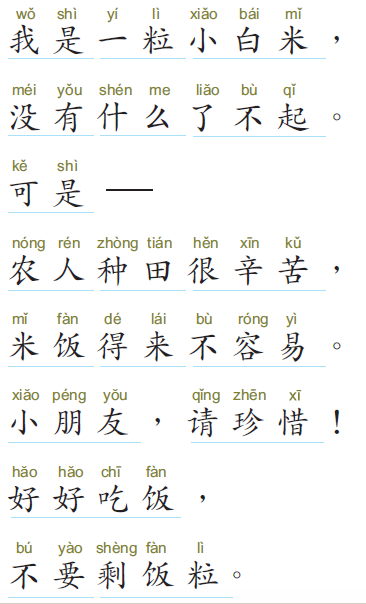 wǒ shì yí lì xiǎo bái mǐ
我是一粒小白米，
méi yǒu shén me liǎo bù qǐ
没有什么了不起。
kě shì
可是——
nóng rén zhòng tián hěn xīn kǔ
农人种田很辛苦，
mǐ fàn dé lái bù róng yì
米饭得来不容易。
xiǎo péng yǒu qǐng zhēn xī
小朋友，请珍惜！
hǎo hǎo chī fàn
好好吃饭，
bú yào shèng fàn lì
不要剩饭粒。